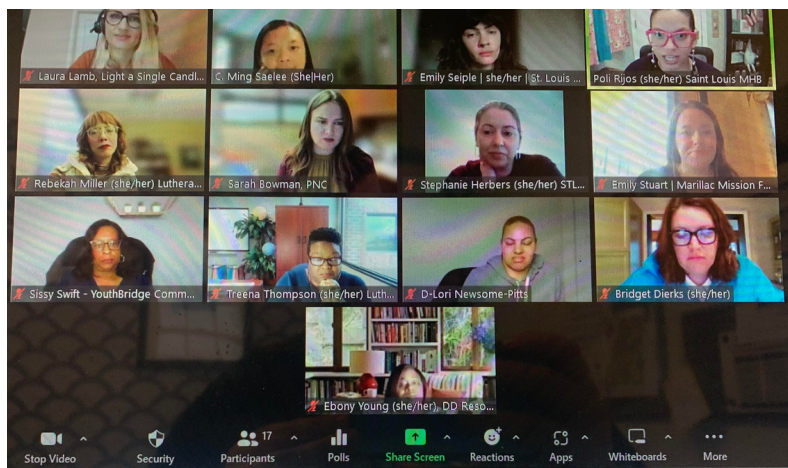 Laura Lamb, Light a Single Candl...
C. Ming Saelee (She|Her)
Emily Seiple | she/her | St. Louis ...
Poli Rijos (she/her) Saint Louis MHB
Rebekah Miller (she/her) Luthera...
Sarah Bowman, PNC
Stephanie Herbers (she/her) STL...
Emily Stuart | Marillac Mission F...
Sissy Swift - YouthBridge Comm...
Treena Thompson (she/her) Luth...
D-Lori Newsome-Pitts
Bridget Dierks (she/her)
Ebony Young (she/her), DD Reso...
17
Stop Video
Security
Participants
Polls
Share Screen
Reactions
Apps
Whiteboards
More